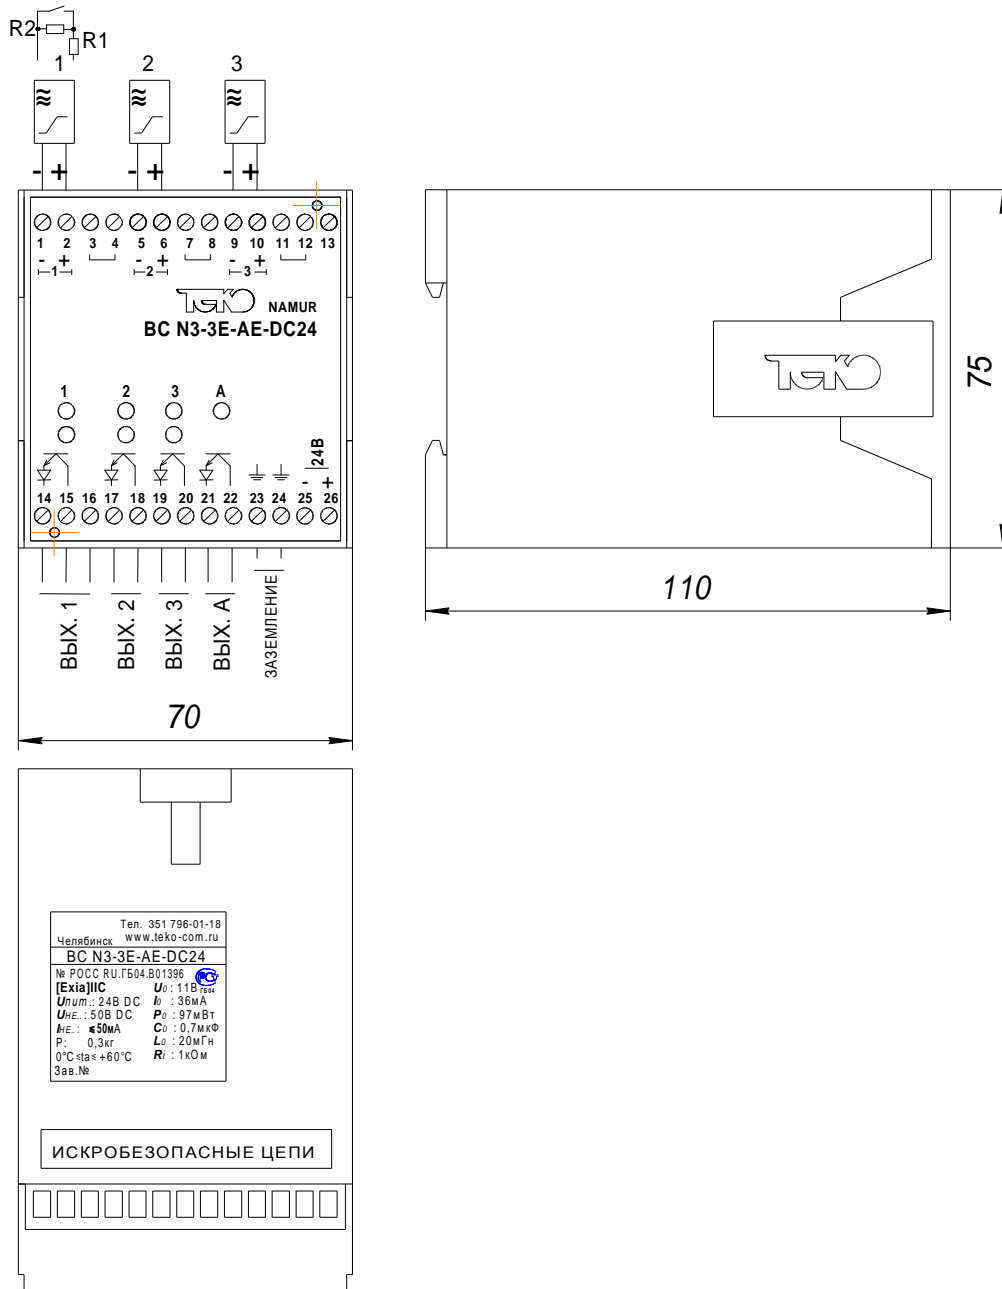 R2
R1
1 2 3
- + - + - +
1 2 3 4 5 6 7 8 9 10 11 12 13
- + - + - +
1 2 3
ТЕКО NAMUR
BC N3-3E-AE-DC24
1 2 3 A
24В
- +
14 15 16 17 18 19 20 21 22 23 24 25 26
ВЫХ. 1
ВЫХ. 2
ВЫХ. 3
ВЫХ. А
ЗАЗЕМЛЕНИЕ
70
ТЕКО
75
110
Тел. 351 796-01-18
Челябинск www.teko-com.ru
BC N3-3E-AE-DC24
№ РОСС RU.ГБ04.В01396
ГБ04
[Exia]IIC U0 : 11В
Uпит.: 24В DC I0 : 36мА
UНЕ.: 50В DC P0 : 97мВт
IНЕ.: ≤50мА C0 : 0,7мкФ
P: 0,3кг L0 : 20мГн
0°C ≤ta≤ +60°C Ri : 1кОм
Зав.№
ИСКРОБЕЗОПАСНЫЕ ЦЕПИ